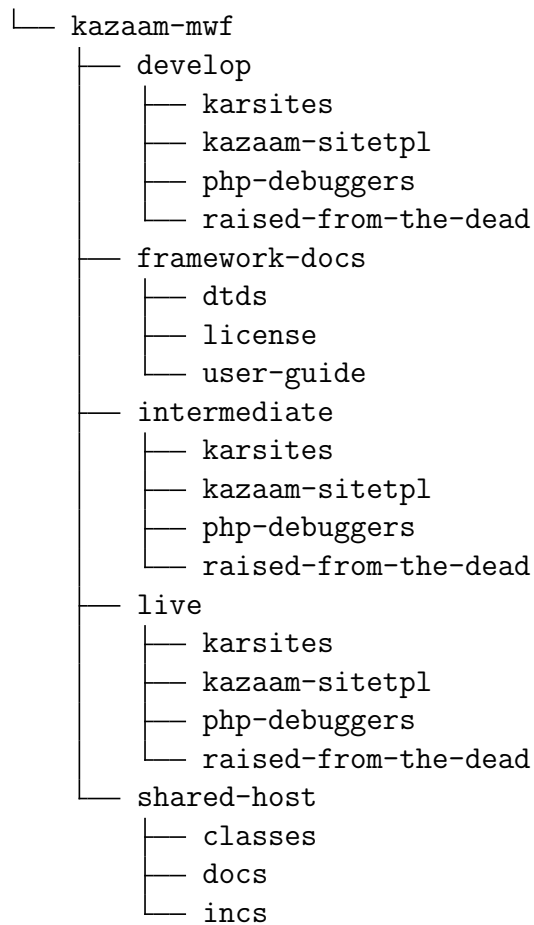 └── kazaam-mwf
    ├── develop
    │   ├── karsites
    │   ├── kazaam-sitetpl
    │   ├── php-debuggers
    │   └── raised-from-the-dead
    ├── framework-docs
    │   ├── dtds
    │   ├── license
    │   └── user-guide
    ├── intermediate
    │   ├── karsites
    │   ├── kazaam-sitetpl
    │   ├── php-debuggers
    │   └── raised-from-the-dead
    ├── live
    │   ├── karsites
    │   ├── kazaam-sitetpl
    │   ├── php-debuggers
    │   └── raised-from-the-dead
    └── shared-host
        ├── classes
        ├── docs
        └── incs